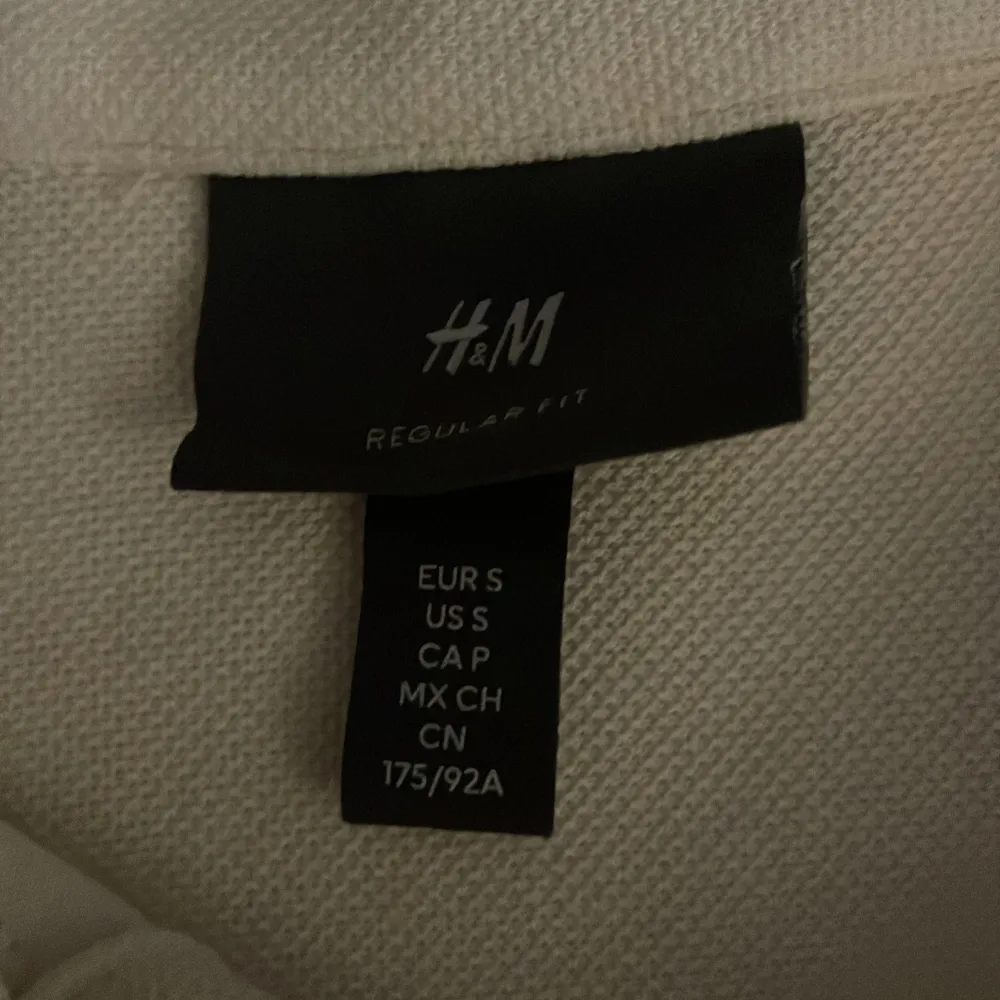 H&M
REGULAR FIT
EUR S
US S
CA P
MX CH
CN
175/92A